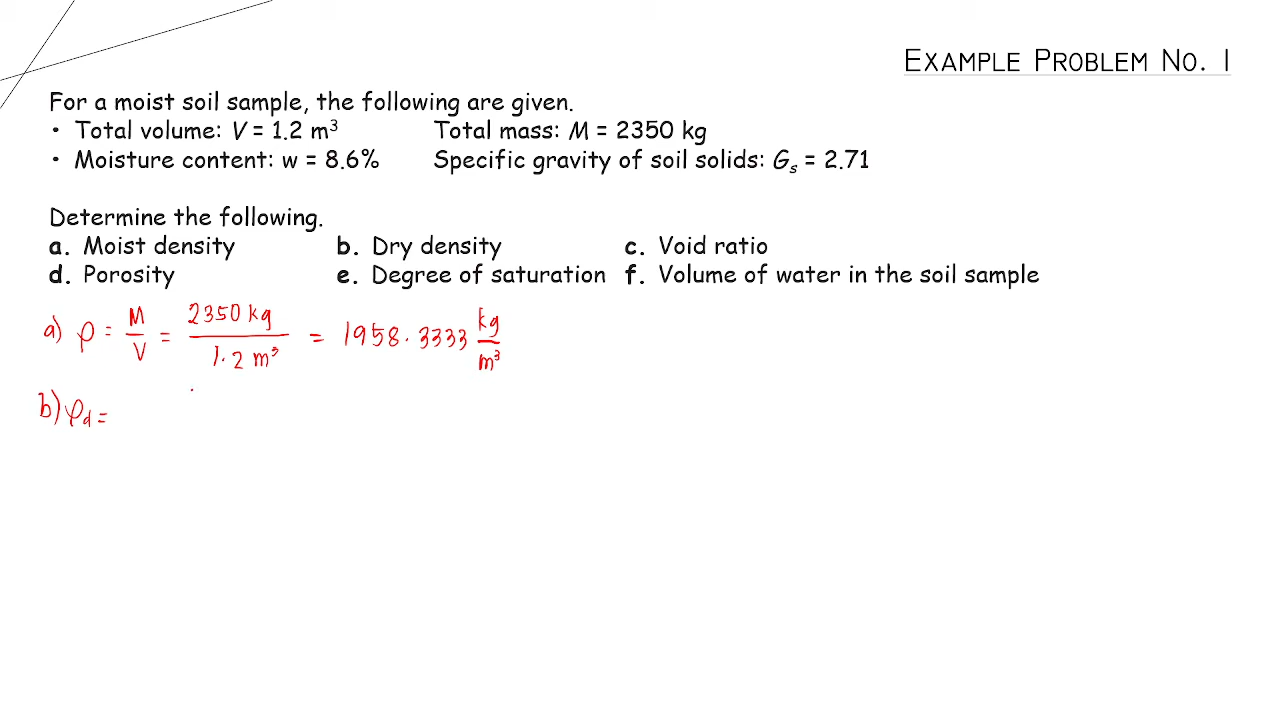 EXAMPLE PROBLEM NO. 1
For a moist soil sample, the following are given.
• Total volume: V = 1.2 m³ Total mass: M = 2350 kg
• Moisture content: w = 8.6% Specific gravity of soil solids: Gₛ = 2.71
Determine the following.
a. Moist density b. Dry density c. Void ratio
d. Porosity e. Degree of saturation f. Volume of water in the soil sample
a) ρ = M/V = 2350 kg / 1.2 m³ = 1958.3333 kg/m³
b) ρd =